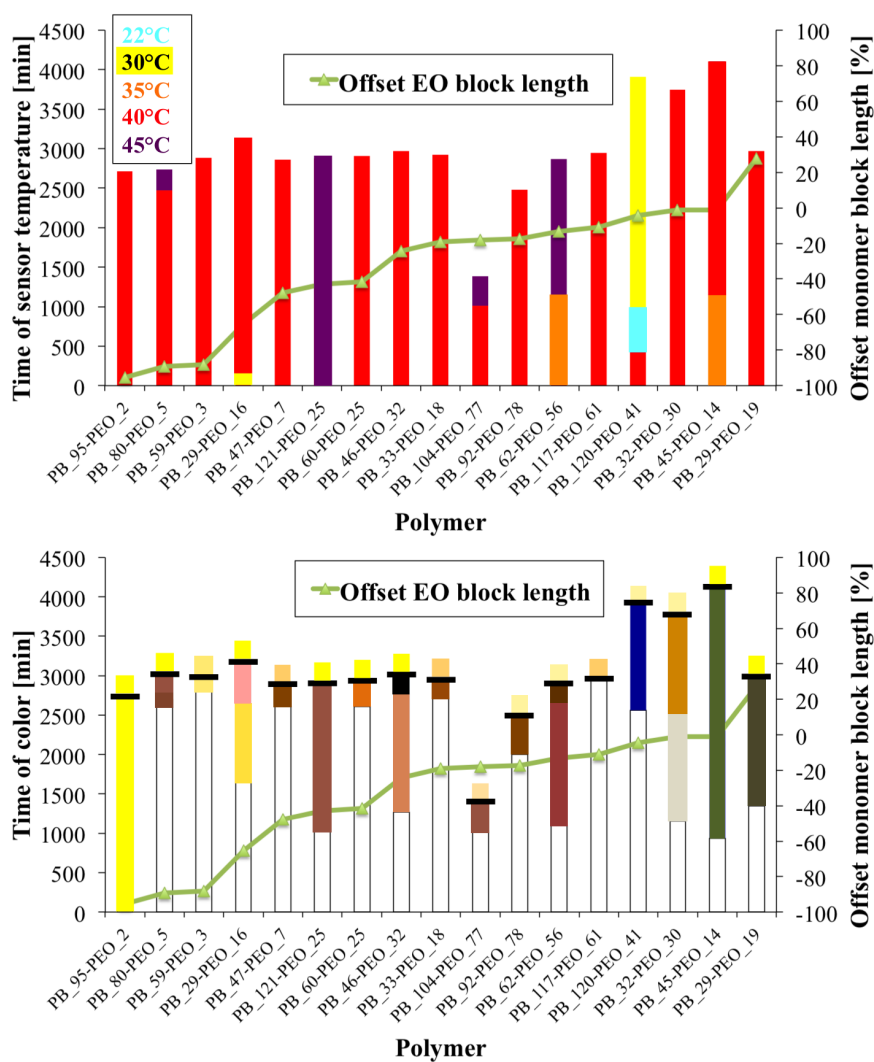 Time of sensor temperature [min]
4500
4000
3500
3000
2500
2000
1500
1000
500
0
22°C
30°C
35°C
40°C
45°C
Offset EO block length
100
80
60
40
20
0
-20
-40
-60
-80
-100
Offset monomer block length [%]
PB_95-PEO_2
PB_80-PEO_5
PB_59-PEO_3
PB_29-PEO_16
PB_47-PEO_7
PB_121-PEO_25
PB_60-PEO_25
PB_46-PEO_32
PB_33-PEO_18
PB_104-PEO_77
PB_92-PEO_78
PB_62-PEO_56
PB_117-PEO_61
PB_120-PEO_41
PB_32-PEO_30
PB_45-PEO_14
PB_29-PEO_19
Polymer
Time of color [min]
4500
4000
3500
3000
2500
2000
1500
1000
500
0
Offset EO block length
100
80
60
40
20
0
-20
-40
-60
-80
-100
Offset monomer block length [%]
PB_95-PEO_2
PB_80-PEO_5
PB_59-PEO_3
PB_29-PEO_16
PB_47-PEO_7
PB_121-PEO_25
PB_60-PEO_25
PB_46-PEO_32
PB_33-PEO_18
PB_104-PEO_77
PB_92-PEO_78
PB_62-PEO_56
PB_117-PEO_61
PB_120-PEO_41
PB_32-PEO_30
PB_45-PEO_14
PB_29-PEO_19
Polymer